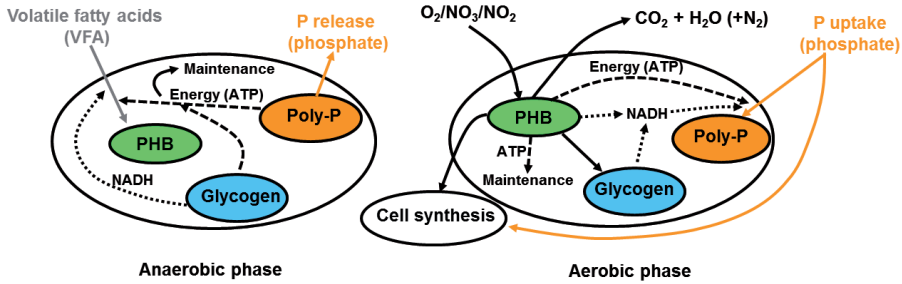 Volatile fatty acids
(VFA)
P release
(phosphate)
Maintenance
Energy (ATP)
Poly-P
PHB
NADH
Glycogen
Anaerobic phase
O₂/NO₃/NO₂
CO₂ + H₂O (+N₂)
P uptake
(phosphate)
Energy (ATP)
PHB
NADH
Poly-P
ATP
Maintenance
Glycogen
Cell synthesis
Aerobic phase